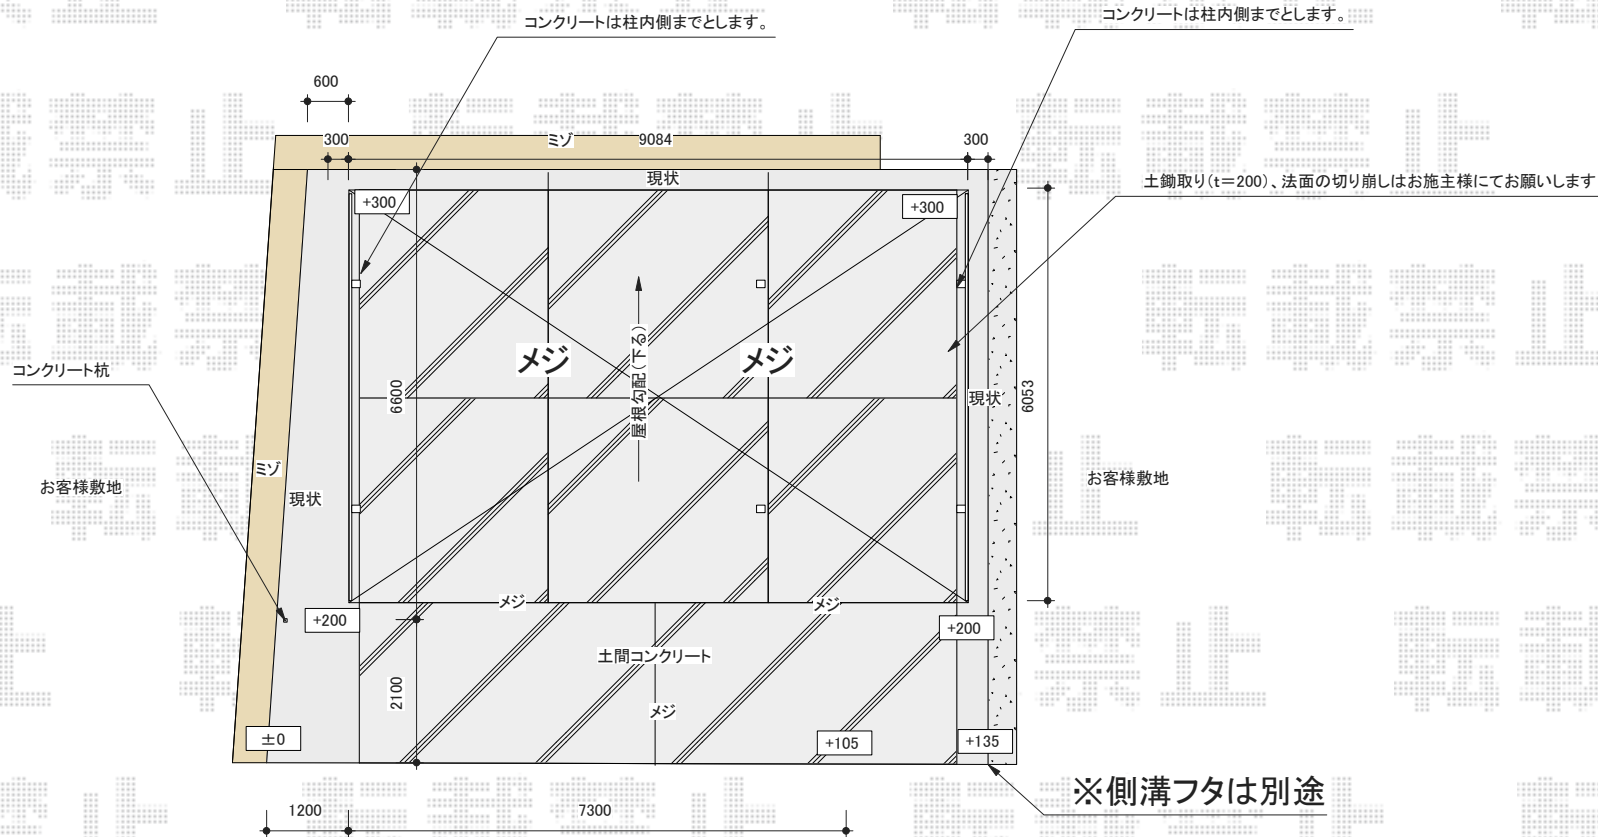 コンクリートは柱内側までとします。
コンクリートは柱内側までとします。
600
300
ミゾ
9084
300
現状
土鋤取り(t=200)、法面の切り崩しはお施主様にてお願いします
+300
+300
メジ
メジ
屋根勾配(下る)
コンクリート杭
6600
現状
6053
ミゾ
お客様敷地
現状
お客様敷地
メジ
メジ
+200
+200
土間コンクリート
2100
メジ
±0
+105
+135
※側溝フタは別途
1200
7300
転載禁止